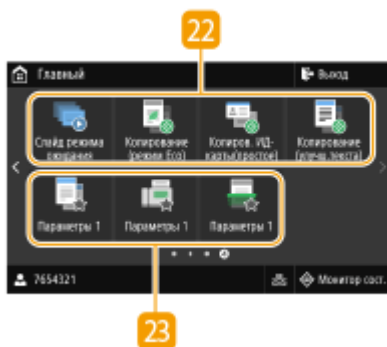 22
Главный
Выход
Слайд режима ожидания
Копирование (режим Eco)
Копиров. ИД-карты(простое)
Копирование (улучш.текста)
Параметры 1
Параметры 1
Параметры 1
7654321
Монитор сост.
23